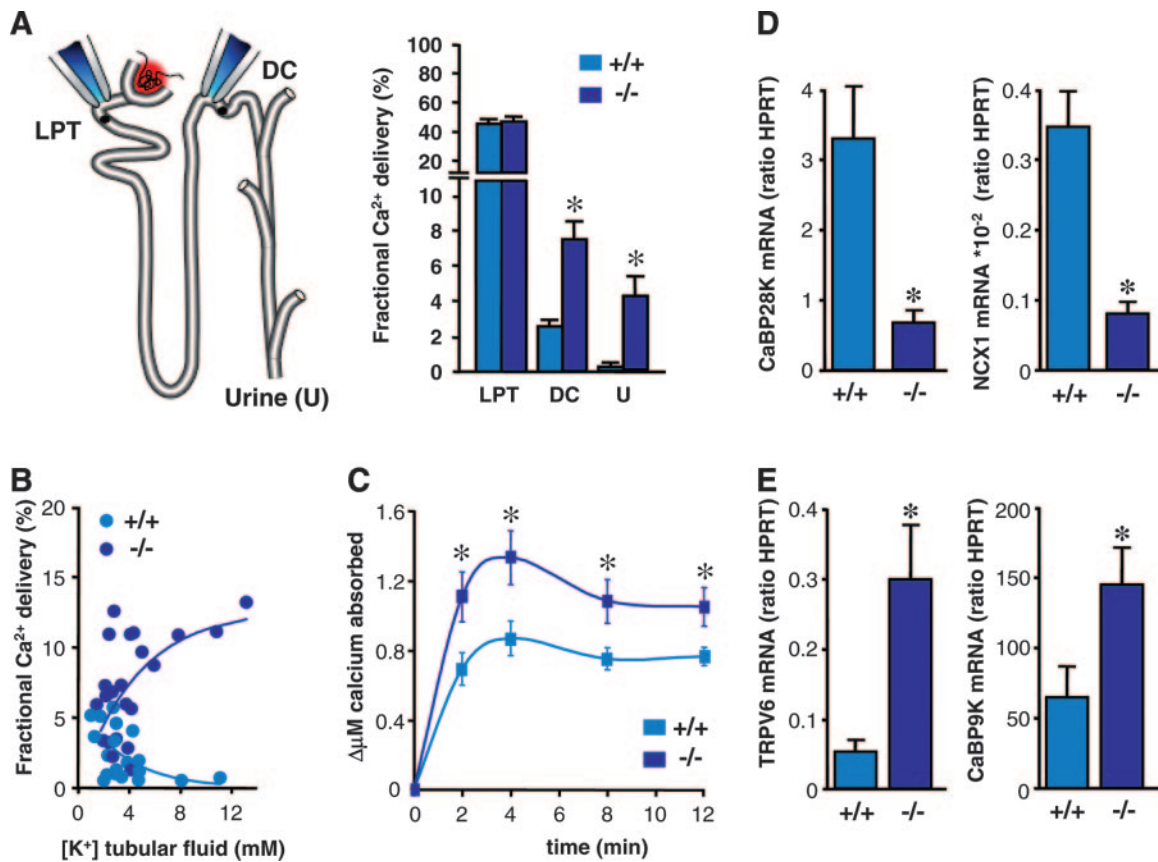 A
LPT
DC
Urine (U)
Fractional Ca²⁺ delivery (%)
100
80
60
40
20
10
8
6
4
2
0
+/+
-/-
*
*
LPT DC U
D
CaBP28K mRNA (ratio HPRT)
4
3
2
1
0
*
+/+ -/-
NCX1 mRNA *10⁻² (ratio HPRT)
0.4
0.3
0.2
0.1
0
*
+/+ -/-
B
Fractional Ca²⁺ delivery (%)
20
15
10
5
0
+/+
-/-
0 4 8 12
[K⁺] tubular fluid (mM)
C
ΔμM calcium absorbed
1.6
1.2
0.8
0.4
0
* * * *
+/+
-/-
0 2 4 6 8 10 12
time (min)
E
TRPV6 mRNA (ratio HPRT)
0.4
0.3
0.2
0.1
0
*
+/+ -/-
CaBP9K mRNA (ratio HPRT)
200
150
100
50
0
*
+/+ -/-